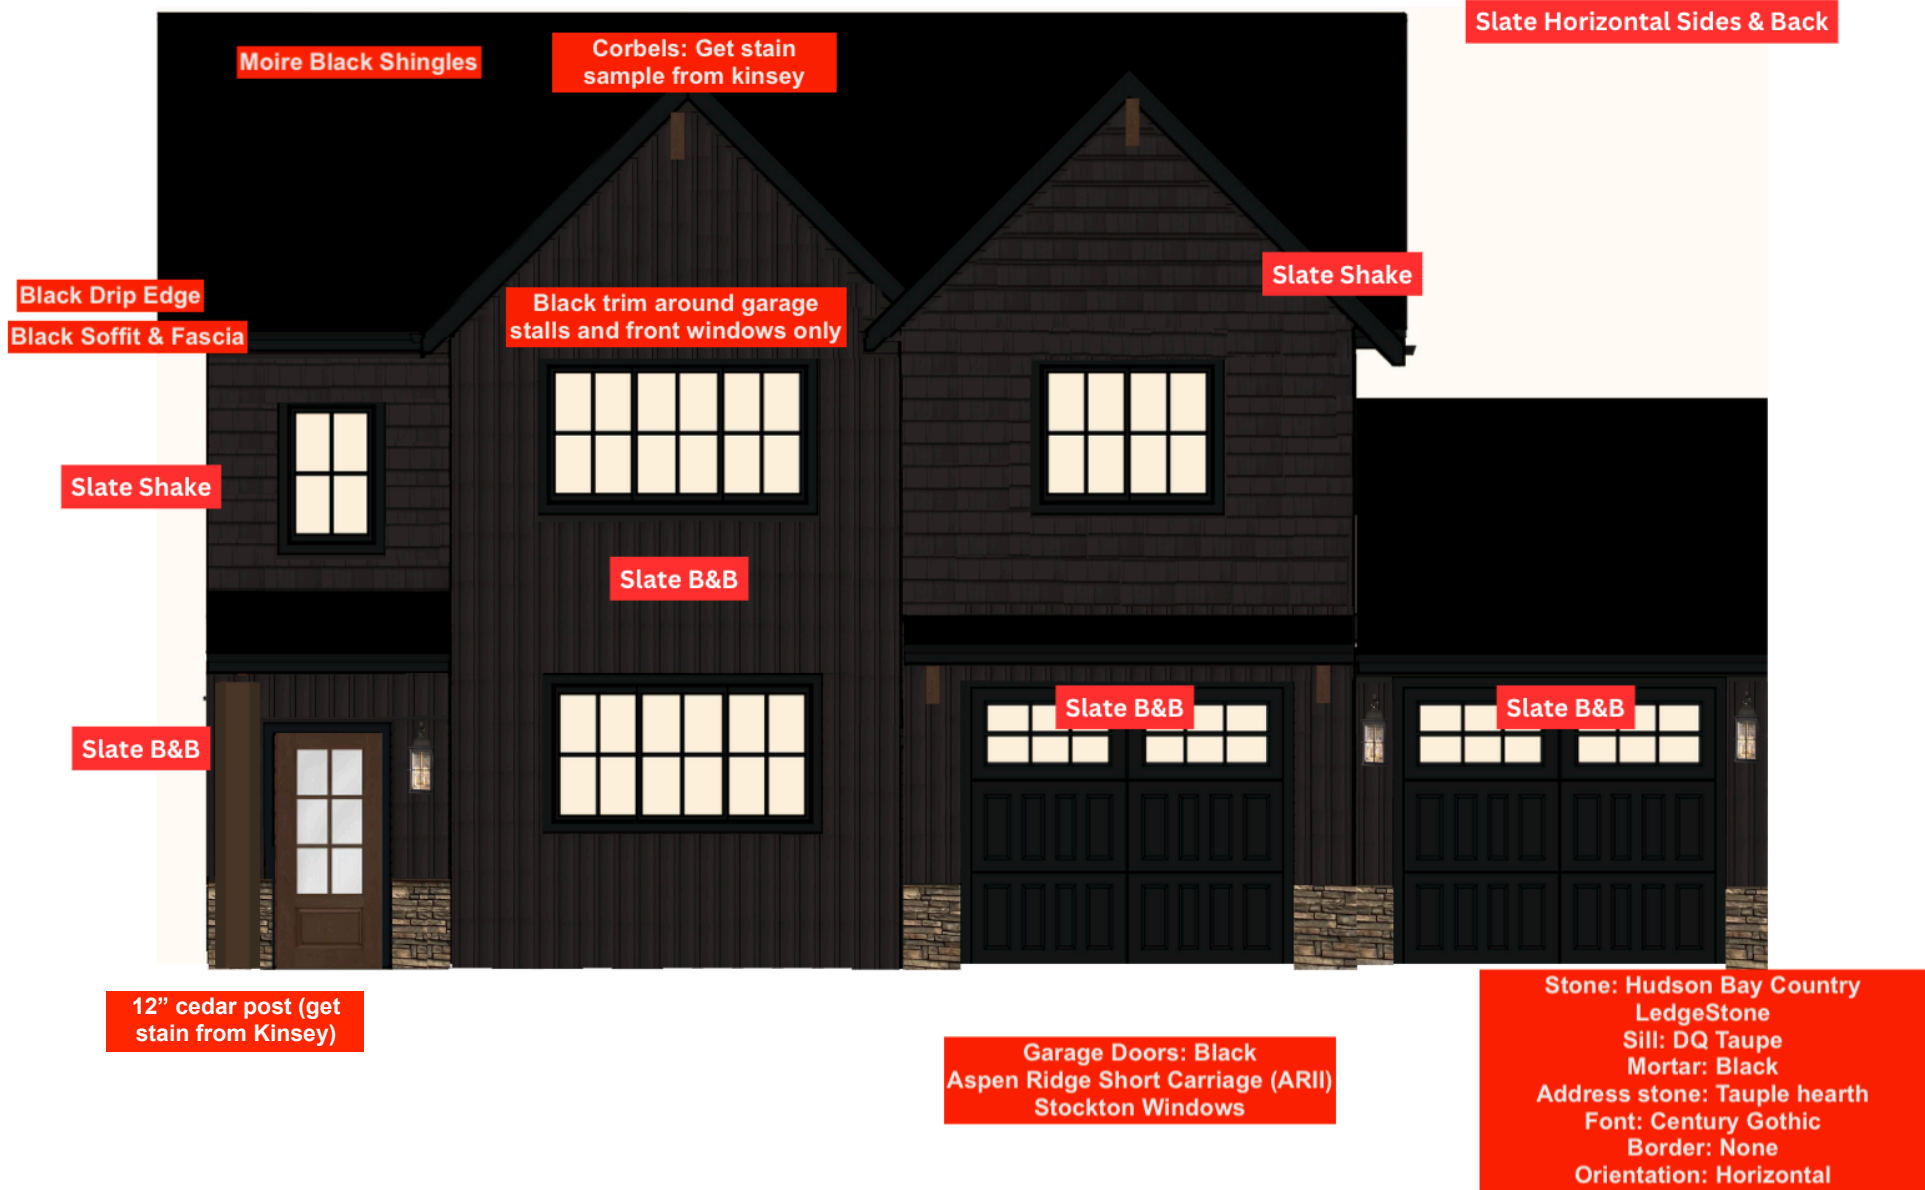 Slate Horizontal Sides & Back
Moire Black Shingles
Corbels: Get stain
sample from kinsey
Slate Shake
Black Drip Edge
Black Soffit & Fascia
Black trim around garage
stalls and front windows only
Slate Shake
Slate B&B
Slate B&B
Slate B&B
Slate B&B
12” cedar post (get
stain from Kinsey)
Garage Doors: Black
Aspen Ridge Short Carriage (ARII)
Stockton Windows
Stone: Hudson Bay Country
LedgeStone
Sill: DQ Taupe
Mortar: Black
Address stone: Tauple hearth
Font: Century Gothic
Border: None
Orientation: Horizontal